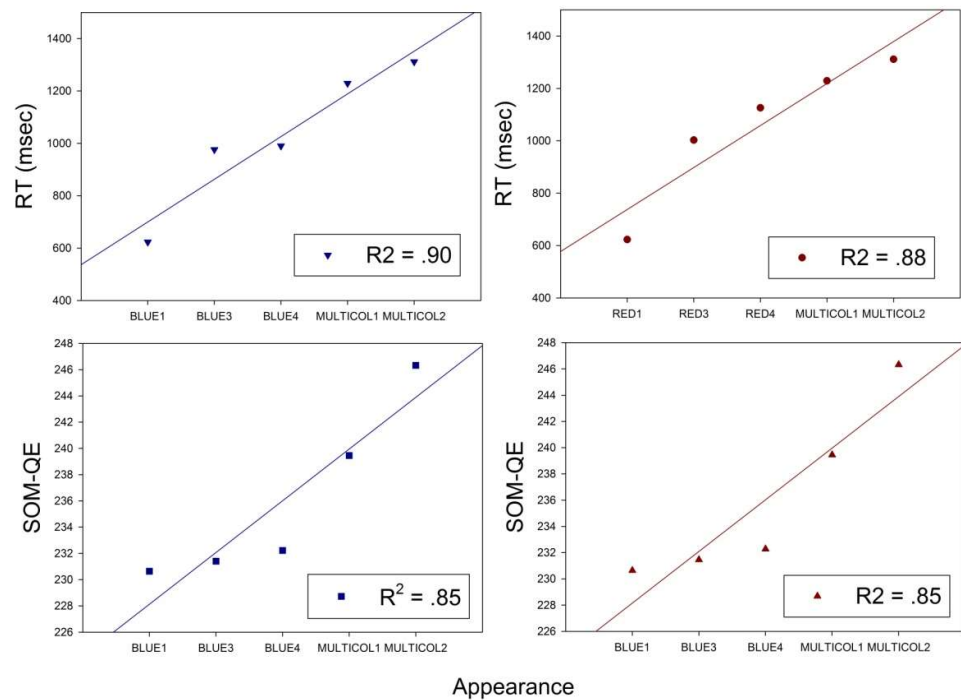 1400
1200
1000
800
600
400
RT (msec)
R2 = .90
BLUE1 BLUE3 BLUE4 MULTICOL1 MULTICOL2
1400
1200
1000
800
600
400
RT (msec)
R2 = .88
RED1 RED3 RED4 MULTICOL1 MULTICOL2
246
244
242
240
238
236
234
232
230
228
226
SOM-QE
R² = .85
BLUE1 BLUE3 BLUE4 MULTICOL1 MULTICOL2
246
244
242
240
238
236
234
232
230
228
226
SOM-QE
R2 = .85
BLUE1 BLUE3 BLUE4 MULTICOL1 MULTICOL2
Appearance